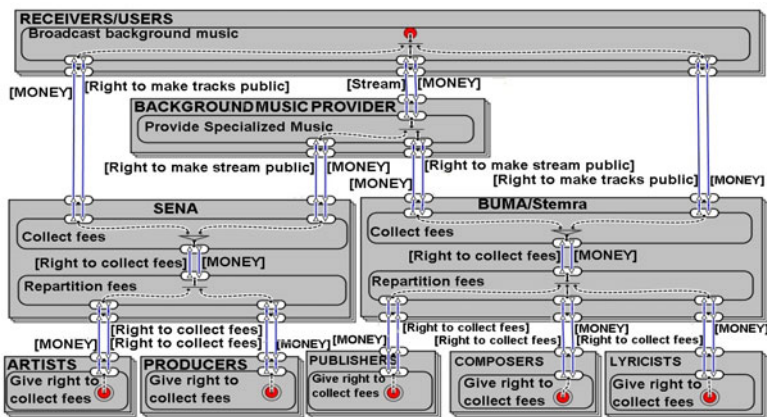 RECEIVERS/USERS
Broadcast background music
[MONEY] [Right to make tracks public] [Stream] [MONEY]
BACKGROUND MUSIC PROVIDER
Provide Specialized Music
[Right to make stream public] [MONEY] [Right to make stream public]
[MONEY] [Right to make tracks public] [MONEY]
SENA BUMA/Stemra
Collect fees Collect fees
[Right to collect fees] [MONEY] [Right to collect fees] [MONEY]
Repartition fees Repartition fees
[Right to collect fees] [Right to collect fees] [MONEY] [MONEY]
[MONEY] [Right to collect fees] [MONEY] [MONEY] [Right to collect fees] [Right to collect fees]
ARTISTS PRODUCERS PUBLISHERS COMPOSERS LYRICISTS
Give right to Give right to Give right to Give right to Give right to
collect fees collect fees collect fees collect fees collect fees